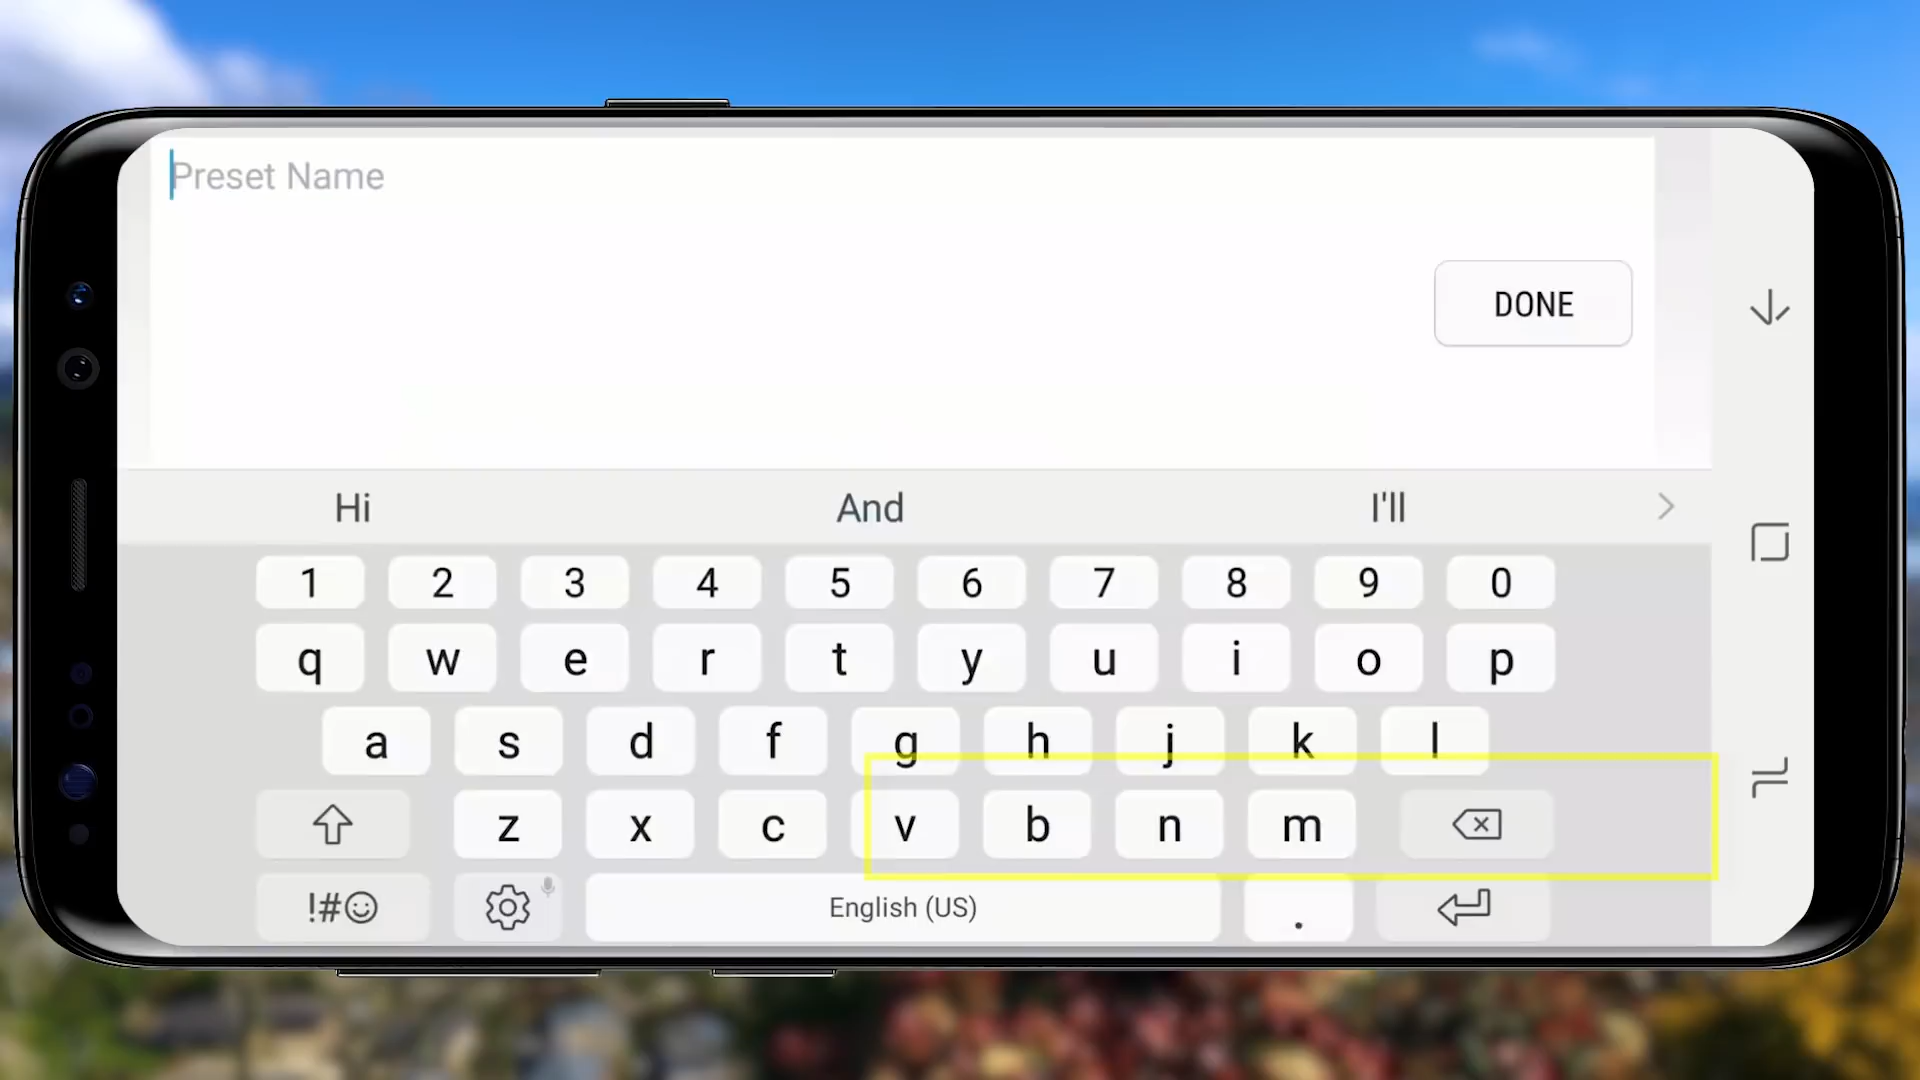 Preset Name
DONE
Hi And I'll
1 2 3 4 5 6 7 8 9 0
q w e r t y u i o p
a s d f g h j k l
z x c v b n m
!#
English (US) .